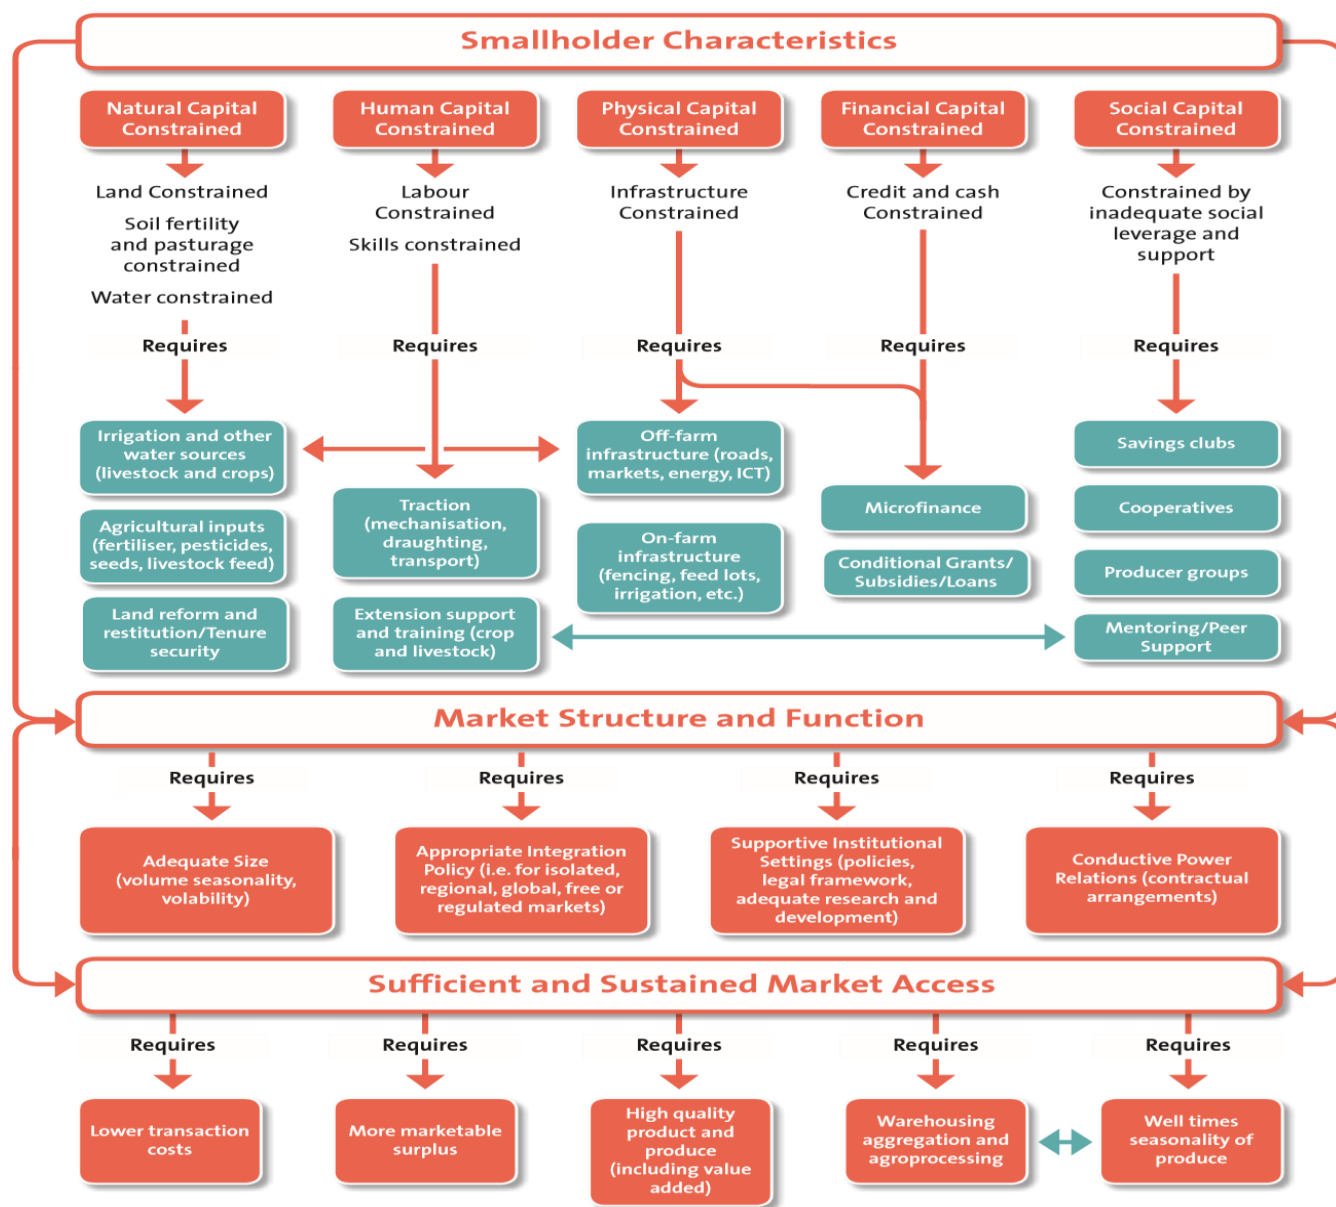 Smallholder Characteristics
Natural Capital
Constrained
Human Capital
Constrained
Physical Capital
Constrained
Financial Capital
Constrained
Social Capital
Constrained
Land Constrained
Soil fertility
and pasturage
constrained
Water constrained
Labour
Constrained
Skills constrained
Infrastructure
Constrained
Credit and cash
Constrained
Constrained by
inadequate social
leverage and
support
Requires
Requires
Requires
Requires
Requires
Irrigation and other
water sources
(livestock and crops)
Agricultural inputs
(fertiliser, pesticides,
seeds, livestock feed)
Land reform and
restitution/Tenure
security
Traction
(mechanisation,
draughting,
transport)
Extension support
and training (crop
and livestock)
Off-farm
infrastructure (roads,
markets, energy, ICT)
On-farm
infrastructure
(fencing, feed lots,
irrigation, etc.)
Microfinance
Conditional Grants/
Subsidies/Loans
Savings clubs
Cooperatives
Producer groups
Mentoring/Peer
Support
Market Structure and Function
Requires
Requires
Requires
Requires
Adequate Size
(volume seasonality,
volability)
Appropriate Integration
Policy (i.e. for isolated,
regional, global, free or
regulated markets)
Supportive Institutional
Settings (policies,
legal framework,
adequate research and
development)
Conductive Power
Relations (contractual
arrangements)
Sufficient and Sustained Market Access
Requires
Requires
Requires
Requires
Requires
Lower transaction
costs
More marketable
surplus
High quality
product and
produce
(including value
added)
Warehousing
aggregation and
agroprocessing
Well times
seasonality of
produce